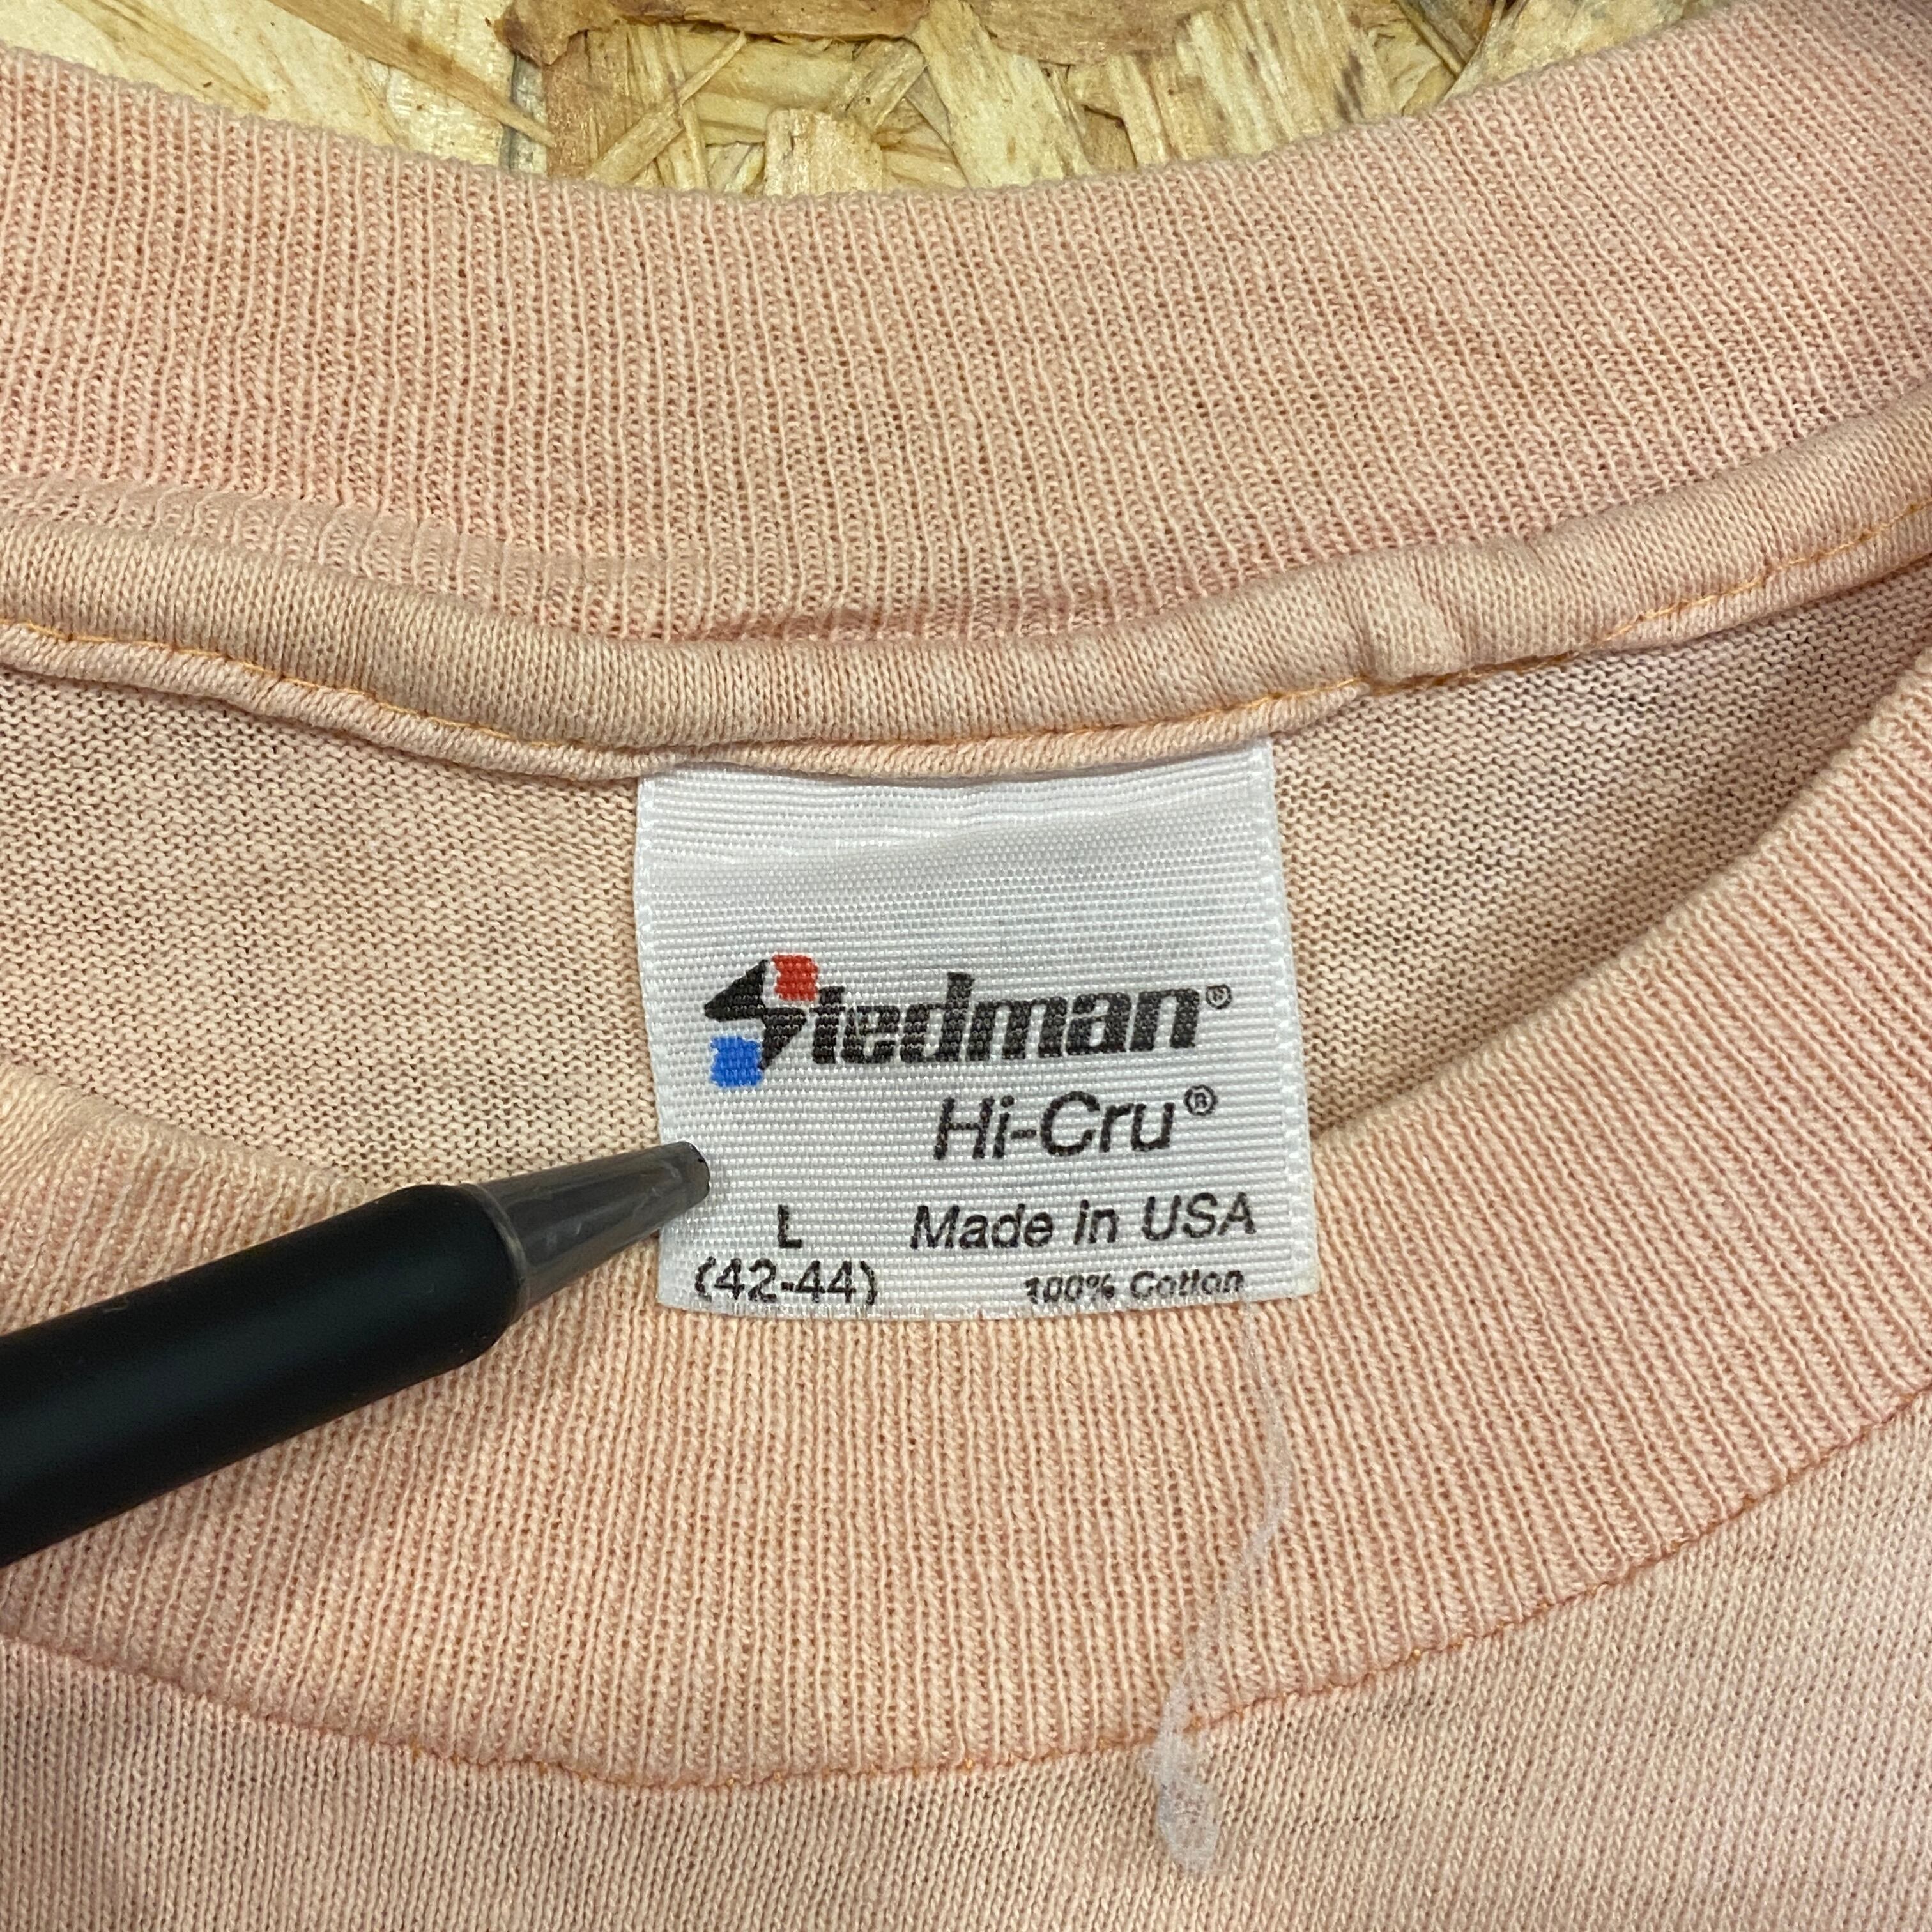 Stedman®
Hi-Cru®
L Made in USA
(42-44) 100% Cotton